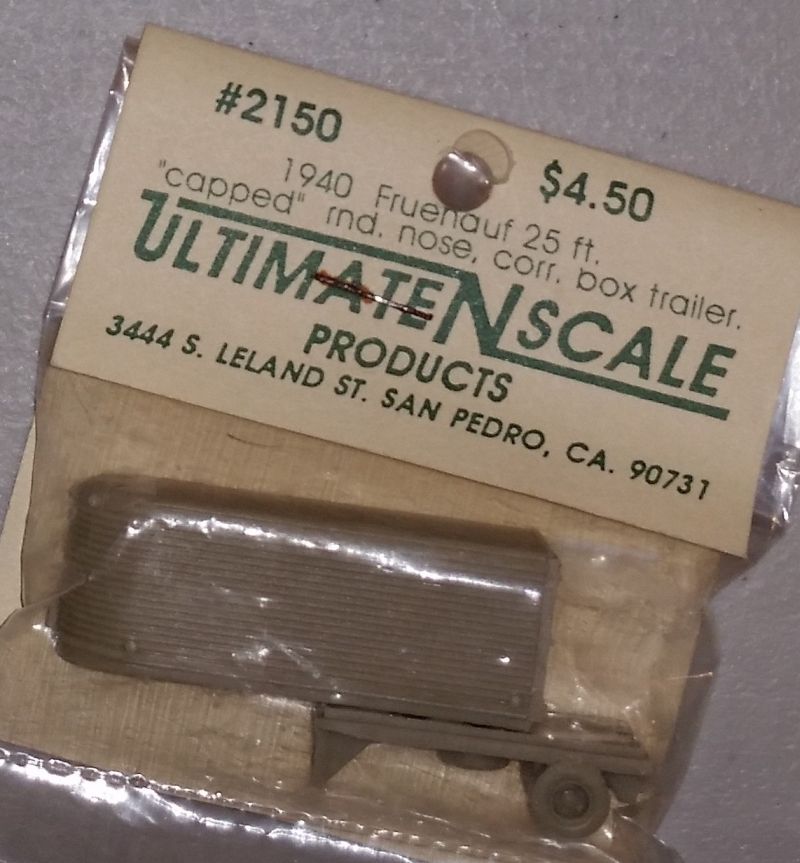 #2150
$4.50
1940 Fruehauf 25 ft.
"capped" rnd. nose, corr. box trailer.
ULTIMATE N SCALE
PRODUCTS
3444 S. LELAND ST. SAN PEDRO, CA. 90731